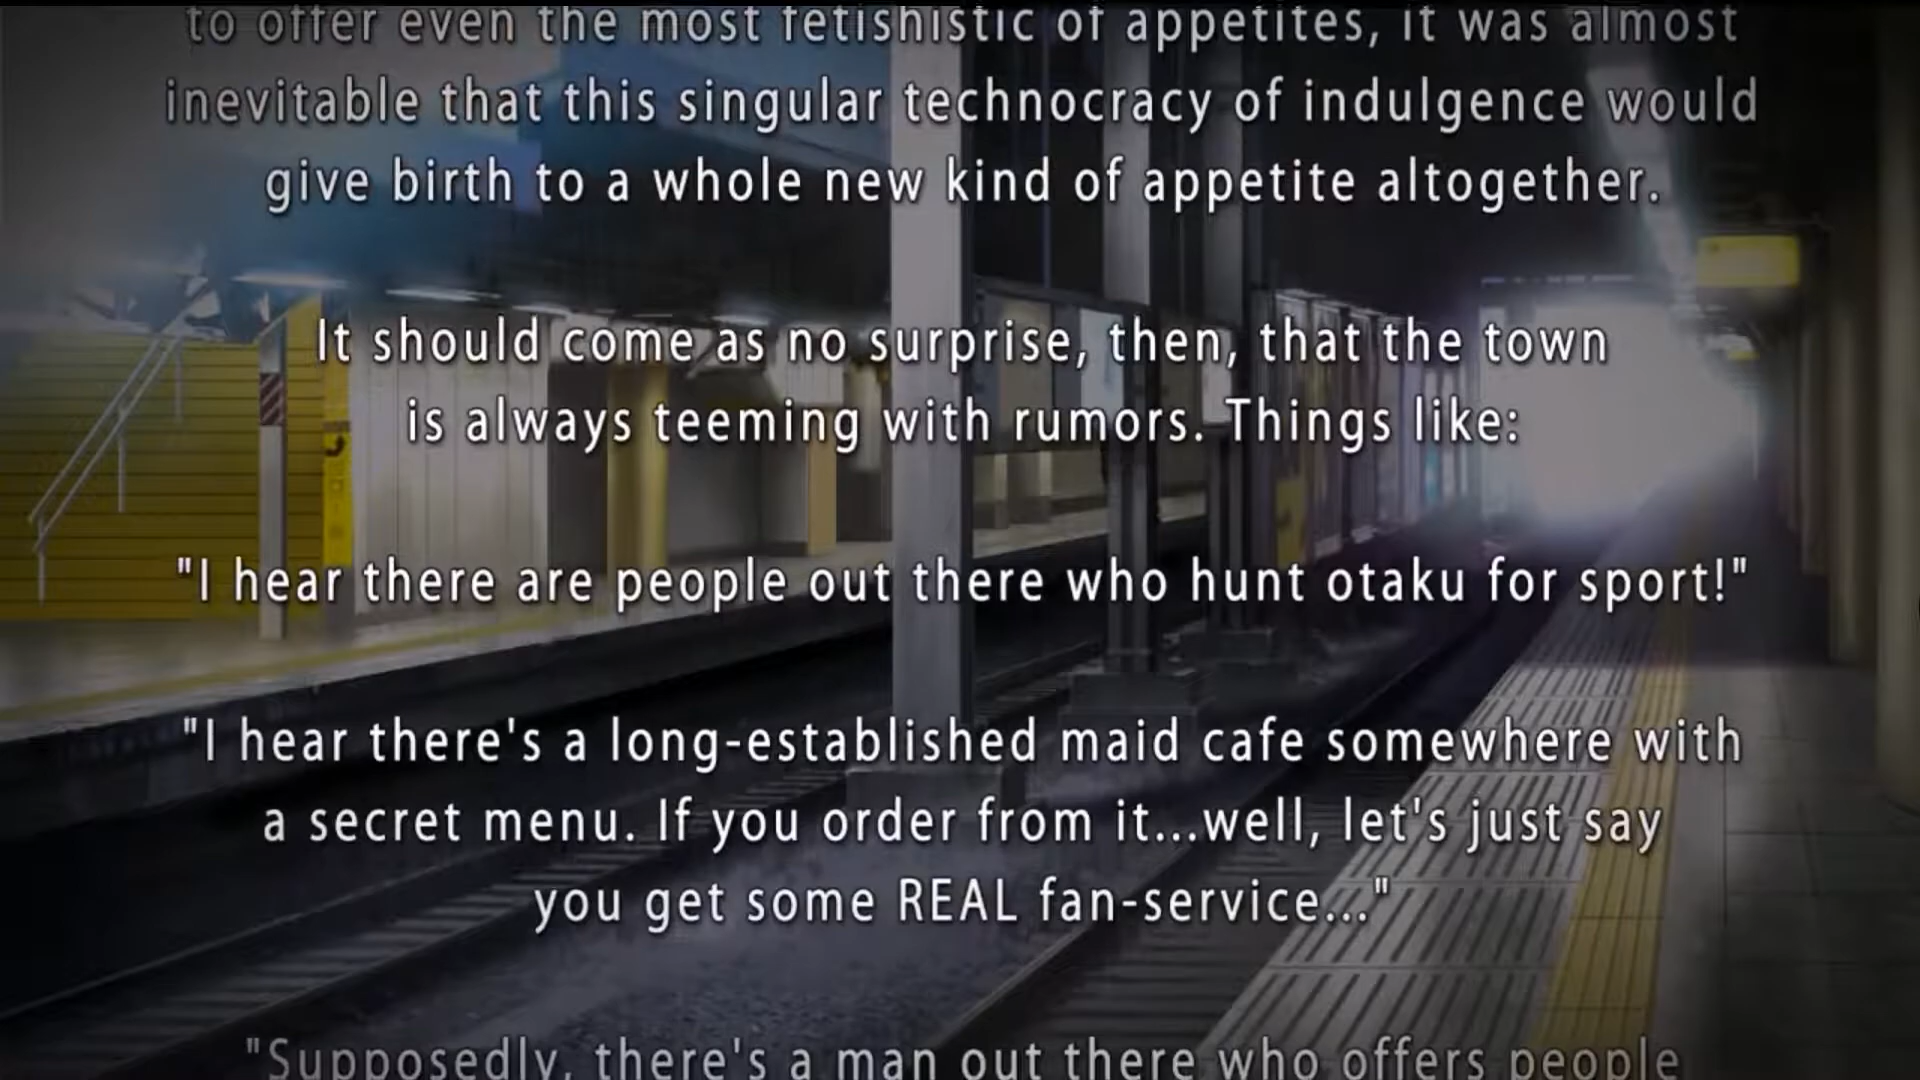 to offer even the most fetishistic of appetites, it was almost
inevitable that this singular technocracy of indulgence would
give birth to a whole new kind of appetite altogether.
It should come as no surprise, then, that the town
is always teeming with rumors. Things like:
"I hear there are people out there who hunt otaku for sport!"
"I hear there's a long-established maid cafe somewhere with
a secret menu. If you order from it...well, let's just say
you get some REAL fan-service..."
"Supposedly, there's a man out there who offers people